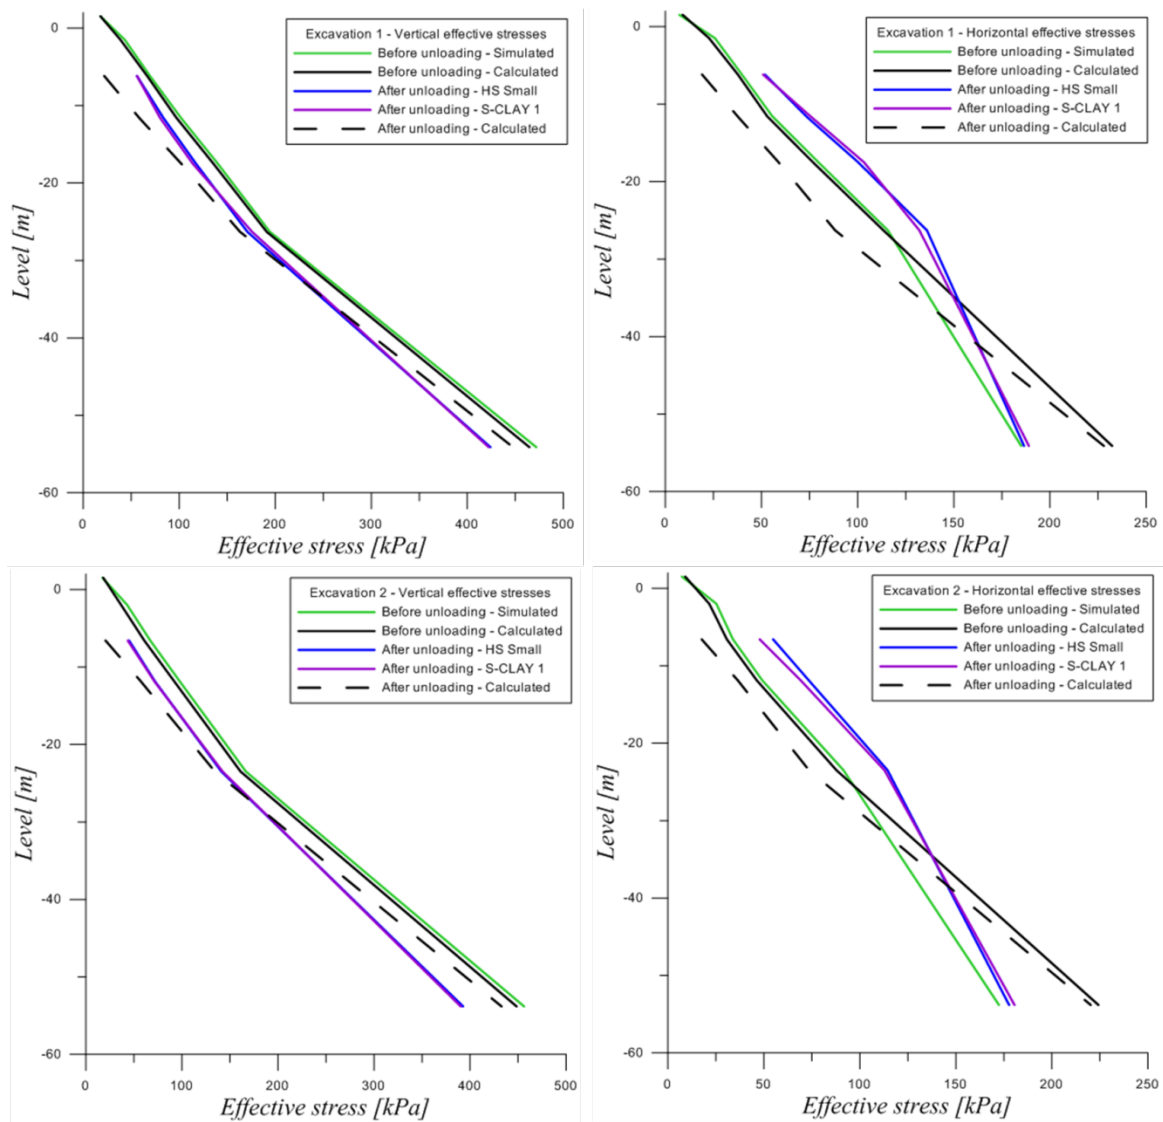 Excavation 1 - Vertical effective stresses
Before unloading - Simulated
Before unloading - Calculated
After unloading - HS Small
After unloading - S-CLAY 1
After unloading - Calculated
0
-20
-40
-60
Level [m]
0 100 200 300 400 500
Effective stress [kPa]
Excavation 1 - Horizontal effective stresses
Before unloading - Simulated
Before unloading - Calculated
After unloading - HS Small
After unloading - S-CLAY 1
After unloading - Calculated
0
-20
-40
-60
Level [m]
0 50 100 150 200 250
Effective stress [kPa]
Excavation 2 - Vertical effective stresses
Before unloading - Simulated
Before unloading - Calculated
After unloading - HS Small
After unloading - S-CLAY 1
After unloading - Calculated
0
-20
-40
-60
Level [m]
0 100 200 300 400 500
Effective stress [kPa]
Excavation 2 - Horizontal effective stresses
Before unloading - Simulated
Before unloading - Calculated
After unloading - HS Small
After unloading - S-CLAY 1
After unloading - Calculated
0
-20
-40
-60
Level [m]
0 50 100 150 200 250
Effective stress [kPa]